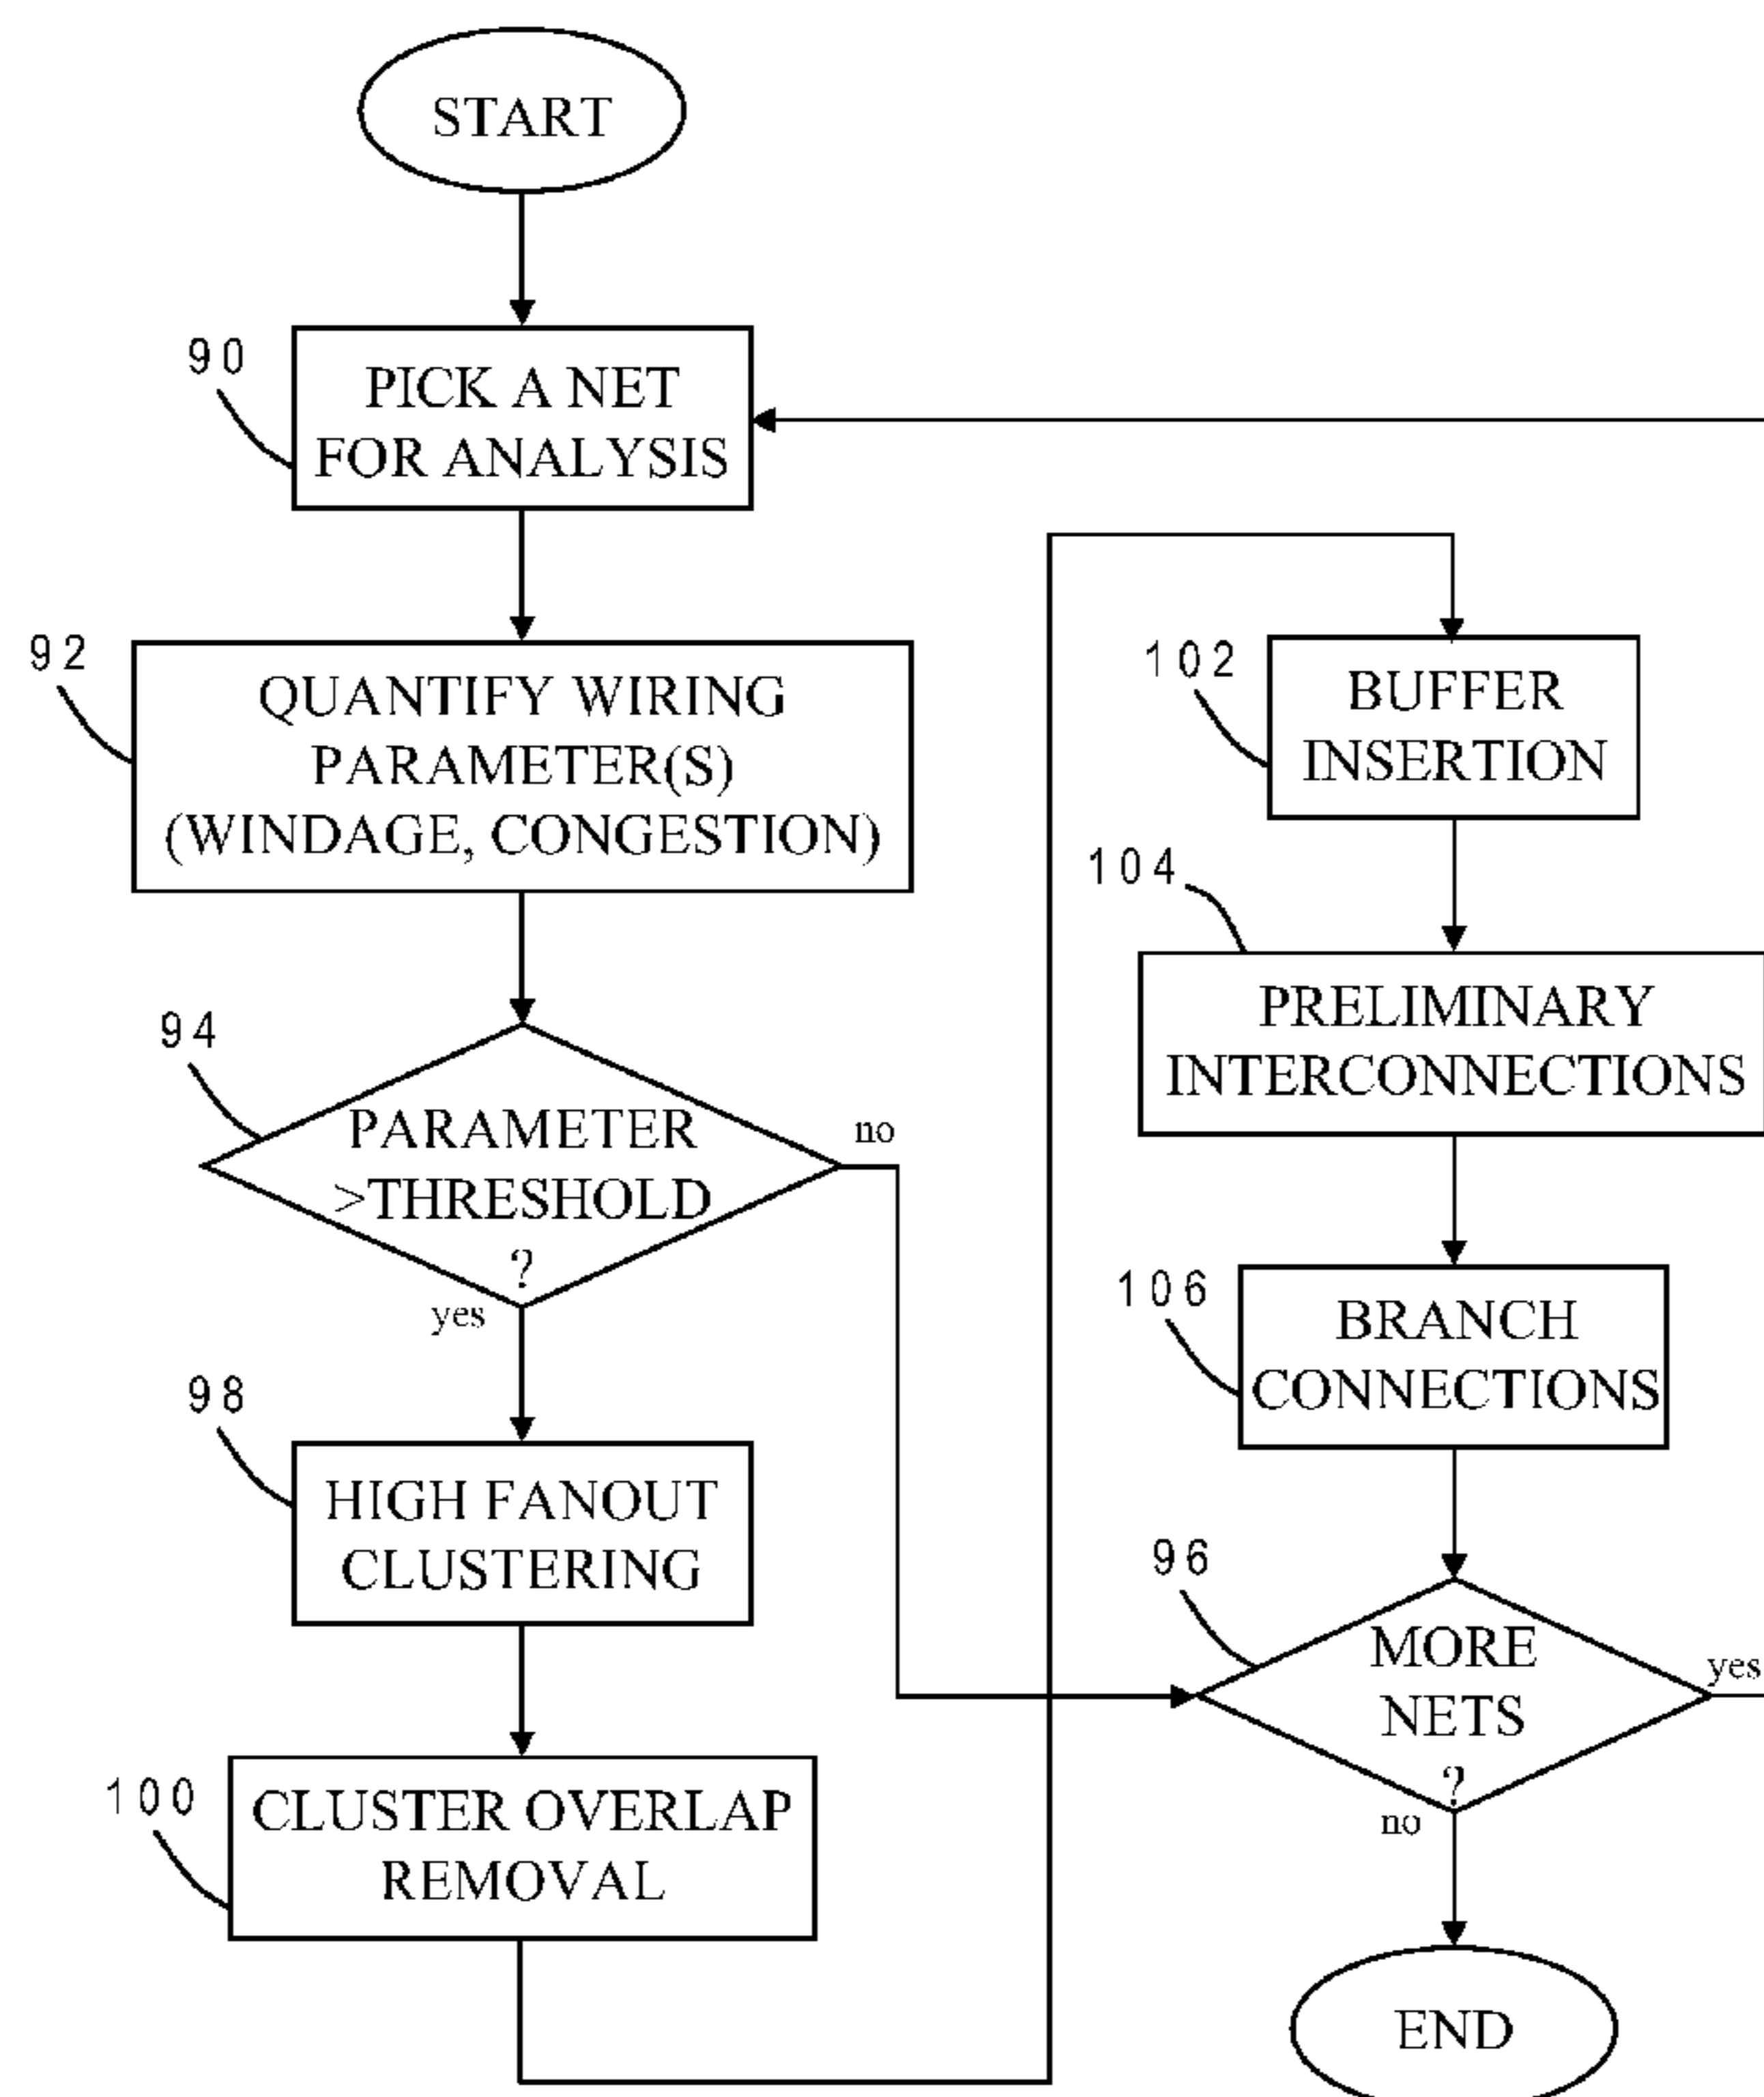 START
90
PICK A NET
FOR ANALYSIS
92
QUANTIFY WIRING
PARAMETER(S)
(WINDAGE, CONGESTION)
94
PARAMETER
>THRESHOLD
?
no
yes
98
HIGH FANOUT
CLUSTERING
100
CLUSTER OVERLAP
REMOVAL
102
BUFFER
INSERTION
104
PRELIMINARY
INTERCONNECTIONS
106
BRANCH
CONNECTIONS
96
MORE
NETS
?
yes
no
END